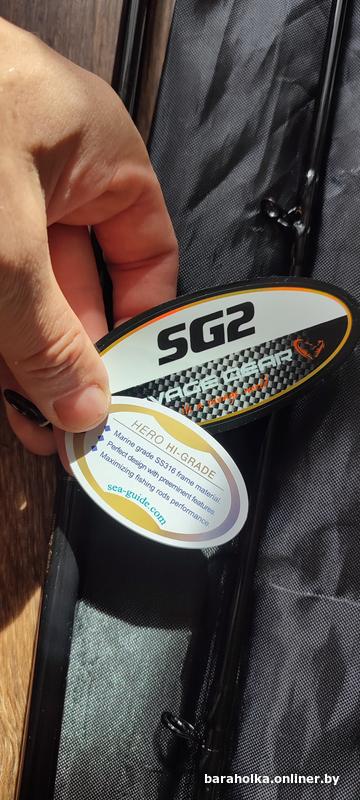 SG2
VAGE GEAR
HERO HI-GRADE
Marine grade SS316 frame material.
Perfect design with preeminent features.
Maximizing fishing rods performance.
sea-guide.com
baraholka.onliner.by